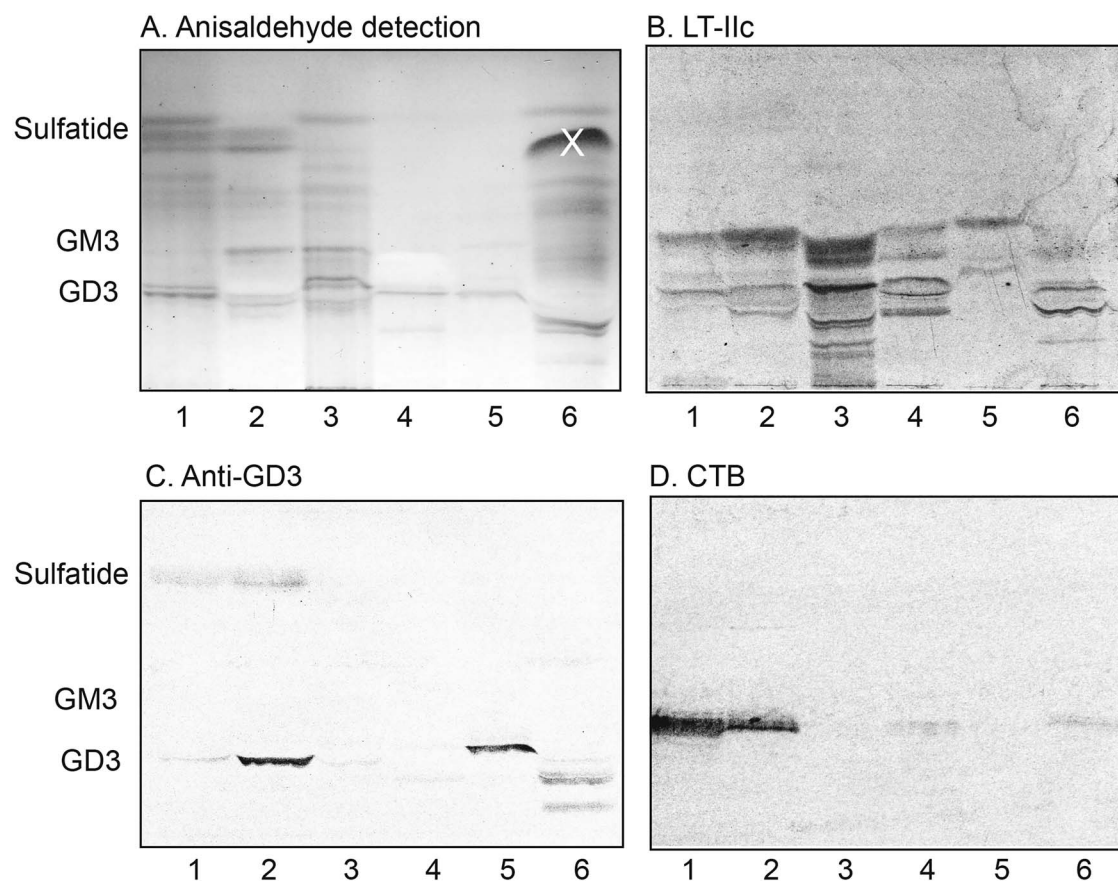 A. Anisaldehyde detection
Sulfatide
GM3
GD3
X
1 2 3 4 5 6
B. LT-IIc
1 2 3 4 5 6
C. Anti-GD3
Sulfatide
GM3
GD3
1 2 3 4 5 6
D. CTB
1 2 3 4 5 6